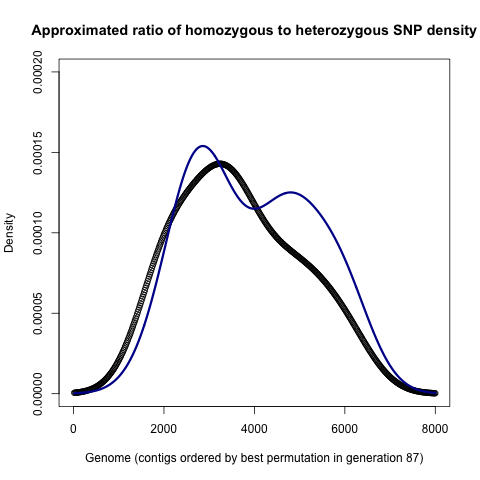 Approximated ratio of homozygous to heterozygous SNP density
0.00020
0.00015
0.00010
0.00005
0.00000
Density
0 2000 4000 6000 8000
Genome (contigs ordered by best permutation in generation 87)